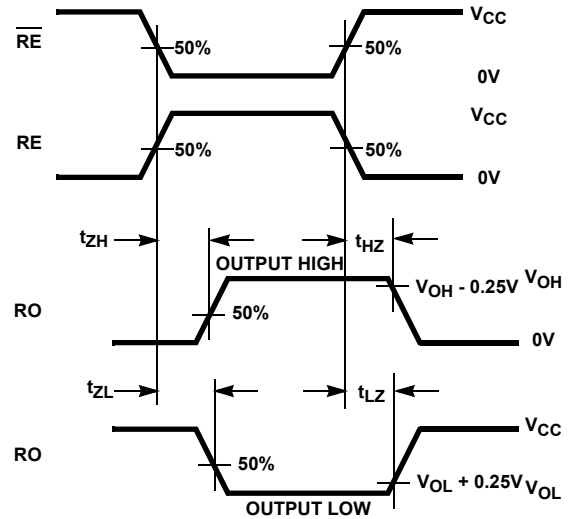 V_CC
R̅E̅
50%
50%
0V
V_CC
RE
50%
50%
0V
t_ZH
t_HZ
OUTPUT HIGH
V_OH - 0.25V V_OH
RO
50%
0V
t_ZL
t_LZ
V_CC
RO
50%
V_OL + 0.25V V_OL
OUTPUT LOW